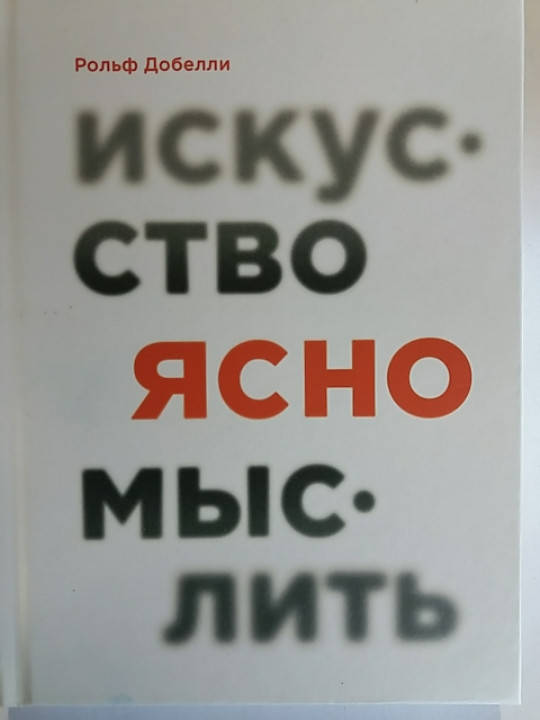 Рольф Добелли
искус·
ство
ясно
мыс·
лить